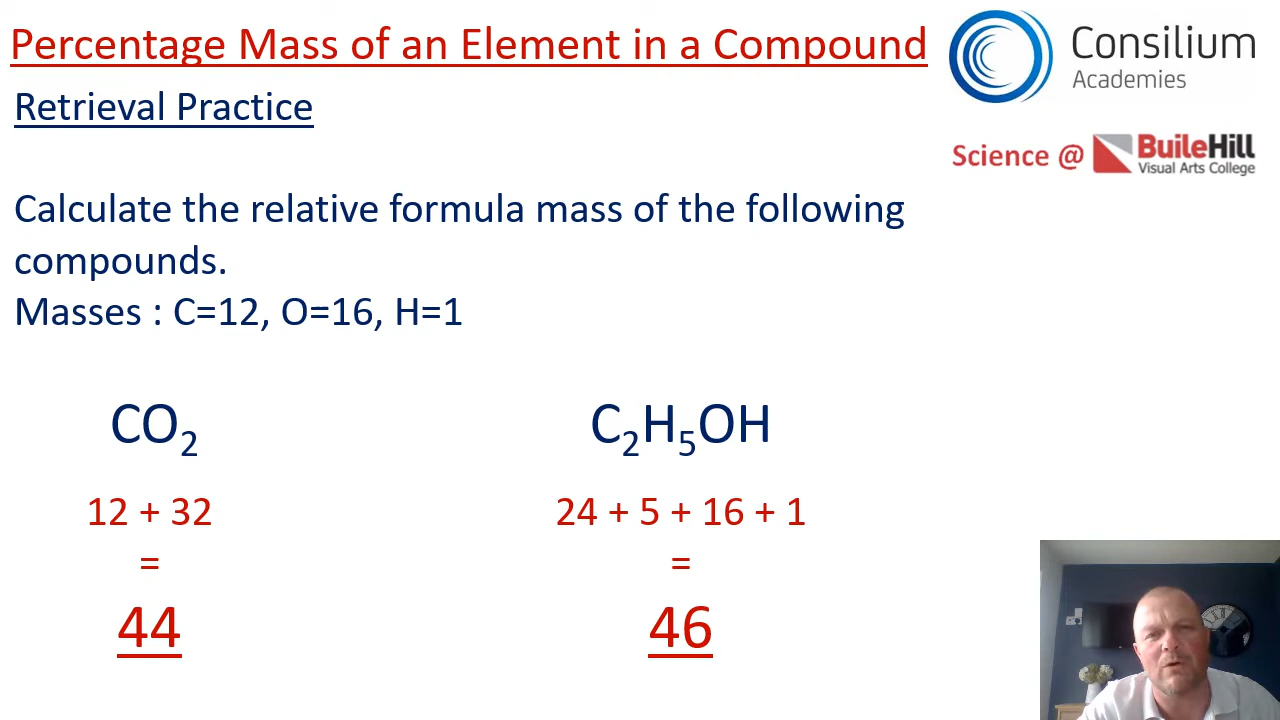 Percentage Mass of an Element in a Compound
Consilium
Academies
Retrieval Practice
Science @ BuileHill
Visual Arts College
Calculate the relative formula mass of the following
compounds.
Masses : C=12, O=16, H=1
CO₂
C₂H₅OH
12 + 32
24 + 5 + 16 + 1
=
=
44
46